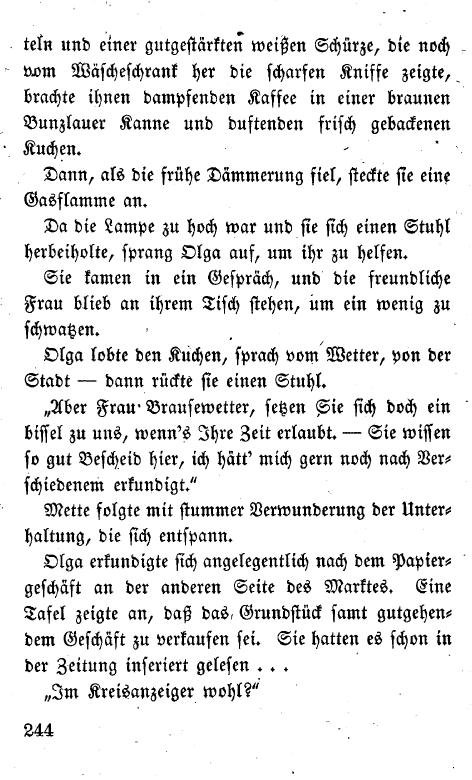 teln und einer gutgestärkten weißen Schürze, die noch
vom Wäscheschrank her die scharfen Kniffe zeigte,
brachte ihnen dampfenden Kaffee in einer braunen
Bunzlauer Kanne und duftenden frisch gebackenen
Kuchen.
Dann, als die frühe Dämmerung fiel, steckte sie eine
Gasflamme an.
Da die Lampe zu hoch war und sie sich einen Stuhl
herbeiholte, sprang Olga auf, um ihr zu helfen.
Sie kamen in ein Gespräch, und die freundliche
Frau blieb an ihrem Tisch stehen, um ein wenig zu
schwatzen.
Olga lobte den Kuchen, sprach vom Wetter, von der
Stadt — dann rückte sie einen Stuhl.
„Aber Frau Brausewetter, setzen Sie sich doch ein
bissel zu uns, wenn's Ihre Zeit erlaubt. — Sie wissen
so gut Bescheid hier, ich hätt' mich gern noch nach Ver-
schiedenem erkundigt."
Mette folgte mit stummer Verwunderung der Unter-
haltung, die sich entspann.
Olga erkundigte sich angelegentlich nach dem Papier-
geschäft an der anderen Seite des Marktes. Eine
Tafel zeigte an, daß das Grundstück samt gutgehen-
dem Geschäft zu verkaufen sei. Sie hatten es schon in
der Zeitung inseriert gelesen . . .
„Im Kreisanzeiger wohl?"
244